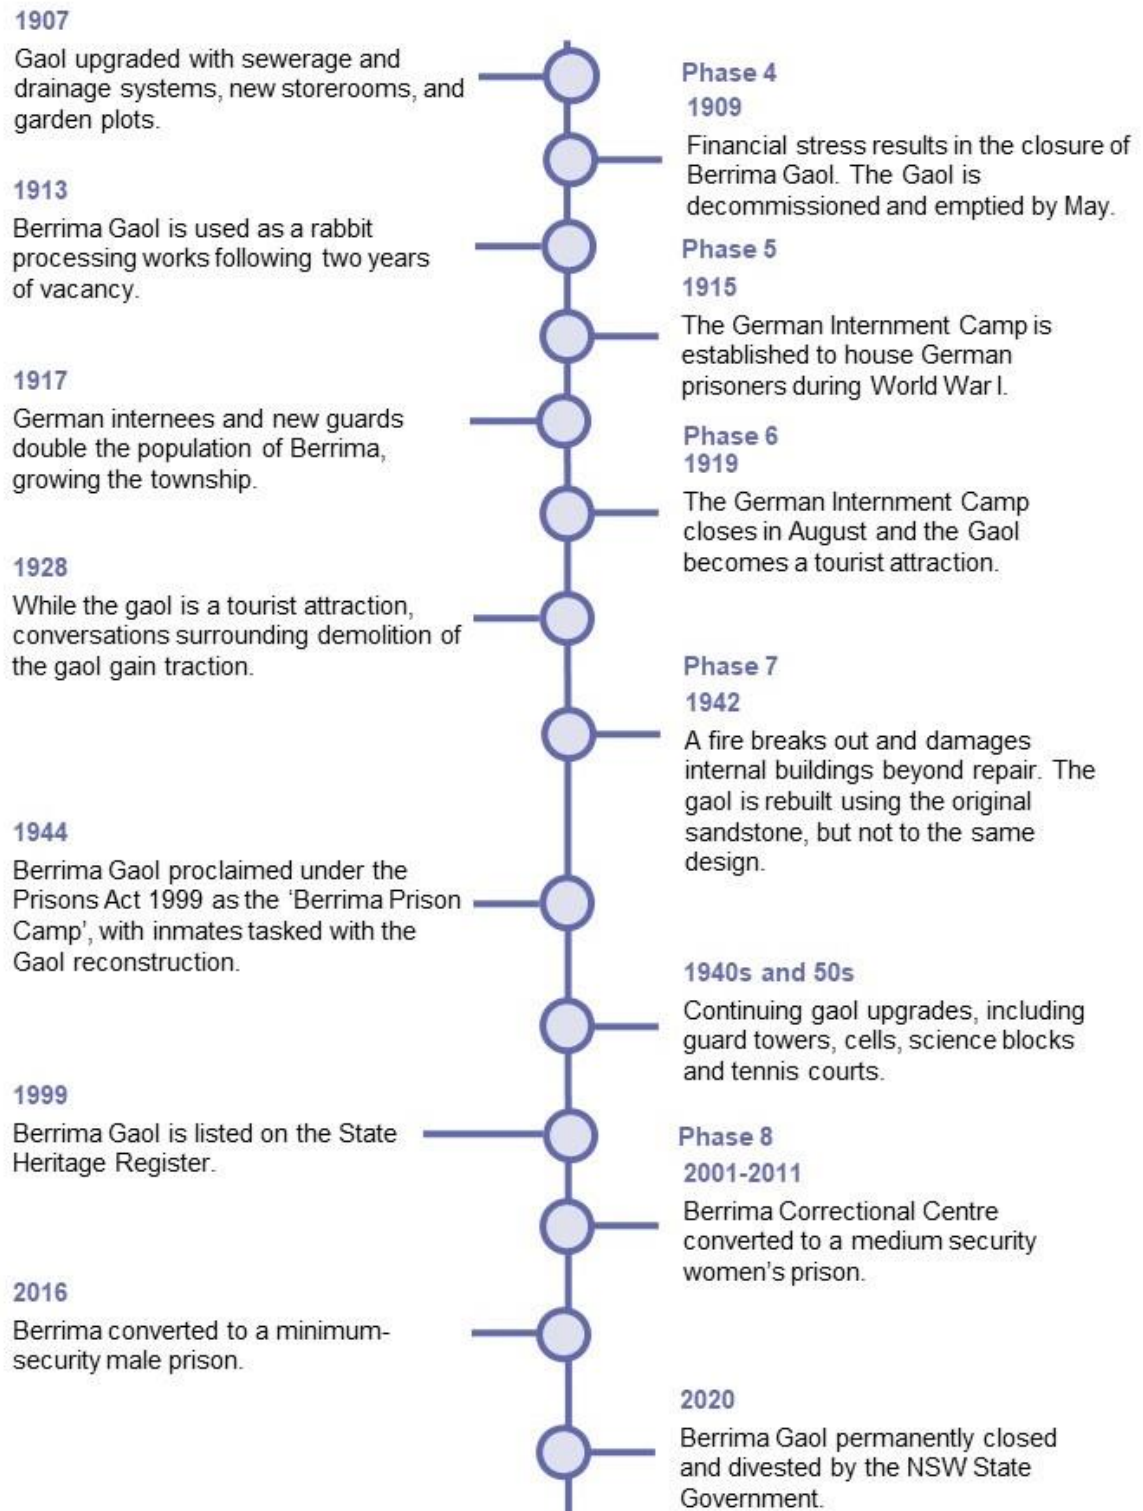 1907
Gaol upgraded with sewerage and
drainage systems, new storerooms, and
garden plots.
Phase 4
1909
Financial stress results in the closure of
Berrima Gaol. The Gaol is
decommissioned and emptied by May.
1913
Berrima Gaol is used as a rabbit
processing works following two years
of vacancy.
Phase 5
1915
The German Internment Camp is
established to house German
prisoners during World War I.
1917
German internees and new guards
double the population of Berrima,
growing the township.
Phase 6
1919
The German Internment Camp
closes in August and the Gaol
becomes a tourist attraction.
1928
While the gaol is a tourist attraction,
conversations surrounding demolition of
the gaol gain traction.
Phase 7
1942
A fire breaks out and damages
internal buildings beyond repair. The
gaol is rebuilt using the original
sandstone, but not to the same
design.
1944
Berrima Gaol proclaimed under the
Prisons Act 1999 as the ‘Berrima Prison
Camp’, with inmates tasked with the
Gaol reconstruction.
1940s and 50s
Continuing gaol upgrades, including
guard towers, cells, science blocks
and tennis courts.
1999
Berrima Gaol is listed on the State
Heritage Register.
Phase 8
2001-2011
Berrima Correctional Centre
converted to a medium security
women’s prison.
2016
Berrima converted to a minimum-
security male prison.
2020
Berrima Gaol permanently closed
and divested by the NSW State
Government.